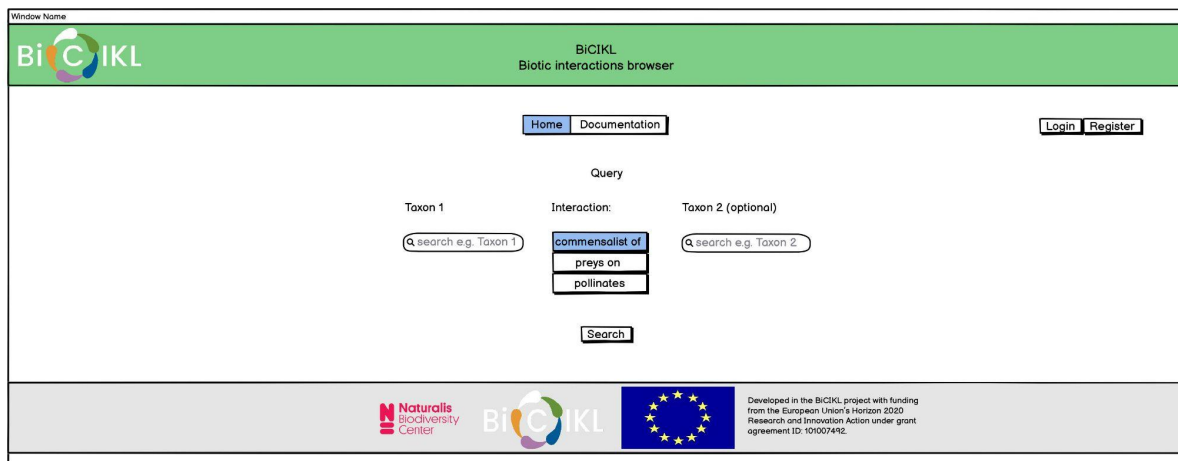 Window Name
BiCIKL
BiCIKL
Biotic interactions browser
Home Documentation
Login Register
Query
Taxon 1 Interaction: Taxon 2 (optional)
search e.g. Taxon 1 commensalist of search e.g. Taxon 2
preys on
pollinates
Search
Naturalis
Biodiversity
Center
BiCIKL
Developed in the BiCIKL project with funding
from the European Union's Horizon 2020
Research and Innovation Action under grant
agreement ID: 101007492.